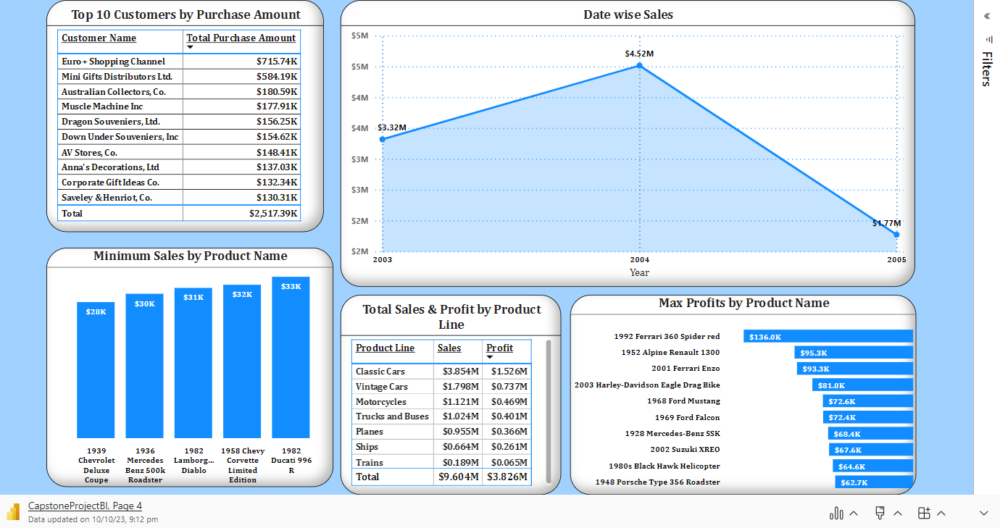 Top 10 Customers by Purchase Amount
Customer Name Total Purchase Amount
Euro+ Shopping Channel $715.74K
Mini Gifts Distributors Ltd. $584.19K
Australian Collectors, Co. $180.59K
Muscle Machine Inc $177.91K
Dragon Souveniers, Ltd. $156.25K
Down Under Souveniers, Inc $154.62K
AV Stores, Co. $148.41K
Anna's Decorations, Ltd $137.03K
Corporate Gift Ideas Co. $132.34K
Saveley & Henriot, Co. $130.31K
Total $2,517.39K
Date wise Sales
$5M
$5M
$4M
$4M
$3M
$3M
$2M
$2M
$3.32M
$4.52M
$1.77M
2003 2004 2005
Year
Filters
Minimum Sales by Product Name
$28K $30K $31K $32K $33K
1939
Chevrolet
Deluxe
Coupe
1936
Mercedes
Benz 500k
Roadster
1982
Lamborg...
Diablo
1958 Chevy
Corvette
Limited
Edition
1982
Ducati 996
R
Total Sales & Profit by Product
Line
Product Line Sales Profit
Classic Cars $3.854M $1.526M
Vintage Cars $1.798M $0.737M
Motorcycles $1.121M $0.469M
Trucks and Buses $1.024M $0.401M
Planes $0.955M $0.366M
Ships $0.664M $0.261M
Trains $0.189M $0.065M
Total $9.604M $3.826M
Max Profits by Product Name
1992 Ferrari 360 Spider red $136.0K
1952 Alpine Renault 1300 $95.3K
2001 Ferrari Enzo $93.3K
2003 Harley-Davidson Eagle Drag Bike $81.0K
1968 Ford Mustang $72.6K
1969 Ford Falcon $72.4K
1928 Mercedes-Benz SSK $68.4K
2002 Suzuki XREO $67.6K
1980s Black Hawk Helicopter $64.6K
1948 Porsche Type 356 Roadster $62.7K
CapstoneProjectBI, Page 4
Data updated on 10/10/23, 9:12 pm